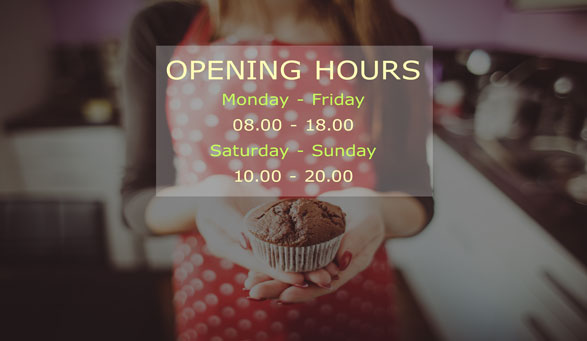 OPENING HOURS
Monday - Friday
08.00 - 18.00
Saturday - Sunday
10.00 - 20.00